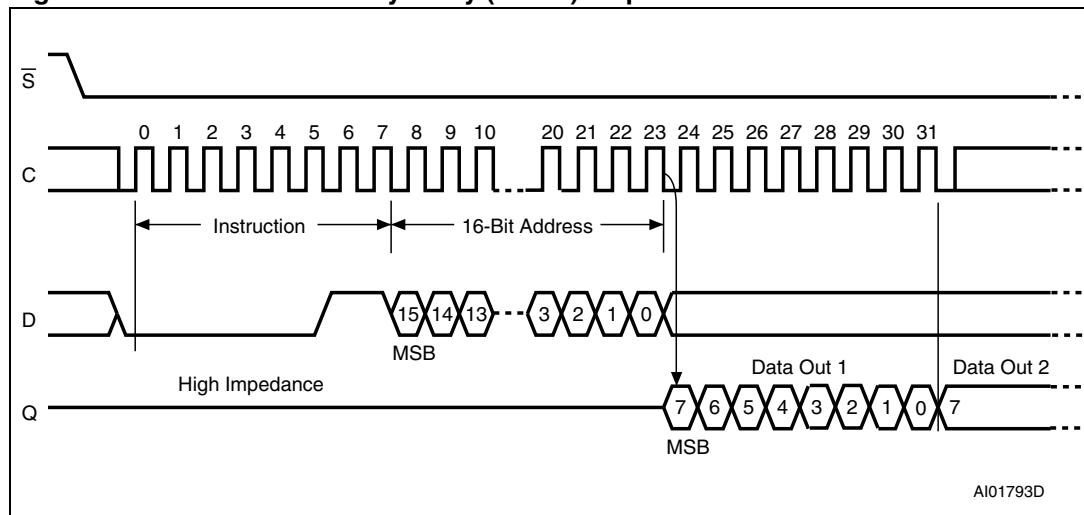 S
0 1 2 3 4 5 6 7 8 9 10 20 21 22 23 24 25 26 27 28 29 30 31
C
Instruction 16-Bit Address
D 15 14 13 3 2 1 0
MSB
Data Out 1 Data Out 2
High Impedance
Q 7 6 5 4 3 2 1 0 7
MSB
AI01793D